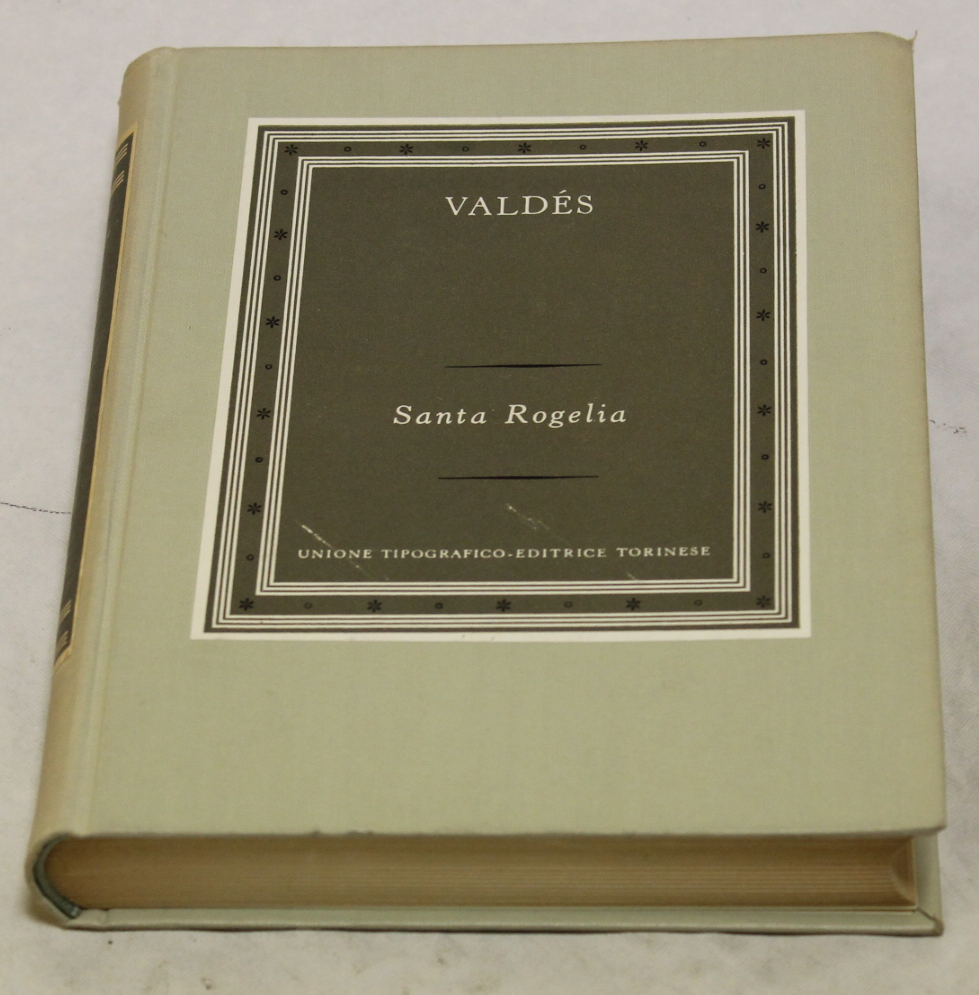 VALDÉS
Santa Rogelia
UNIONE TIPOGRAFICO-EDITRICE TORINESE